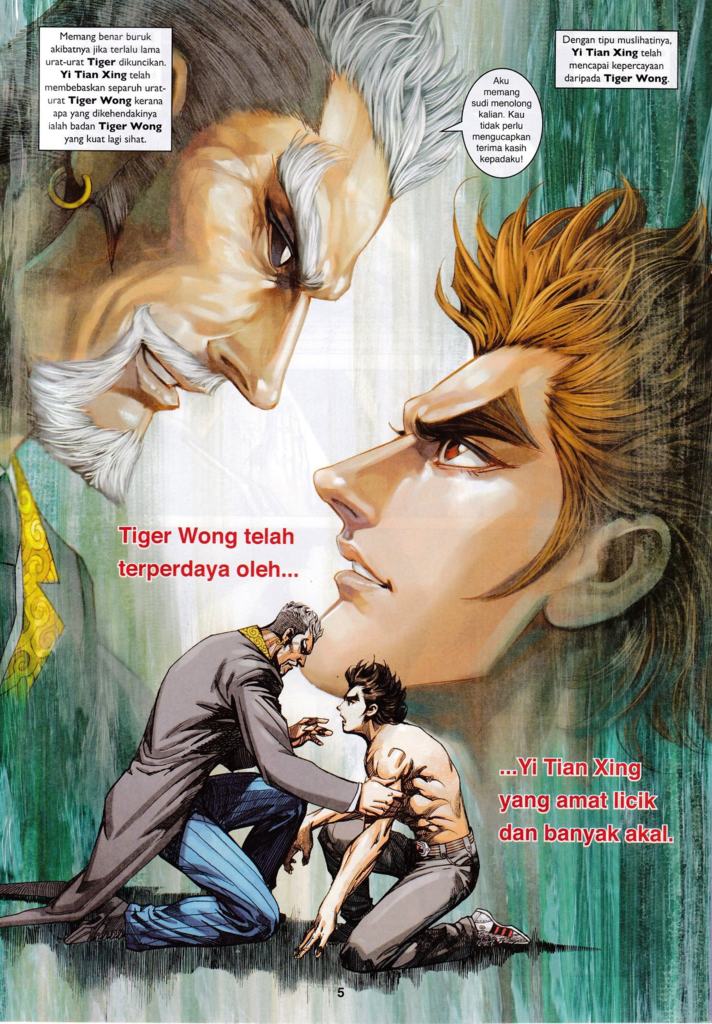 Memang benar buruk
akibatnya jika terlalu lama
urat-urat Tiger dikuncikan.
Yi Tian Xing telah
membebaskan separuh urat-
urat Tiger Wong kerana
apa yang dikehendakinya
ialah badan Tiger Wong
yang kuat lagi sihat.
Dengan tipu muslihatinya,
Yi Tian Xing telah
mencapai kepercayaan
daripada Tiger Wong.
Aku
memang
sudi menolong
kalian. Kau
tidak perlu
mengucapkan
terima kasih
kepadaku!
Tiger Wong telah
terperdaya oleh...
...Yi Tian Xing
yang amat licik
dan banyak akal.
5